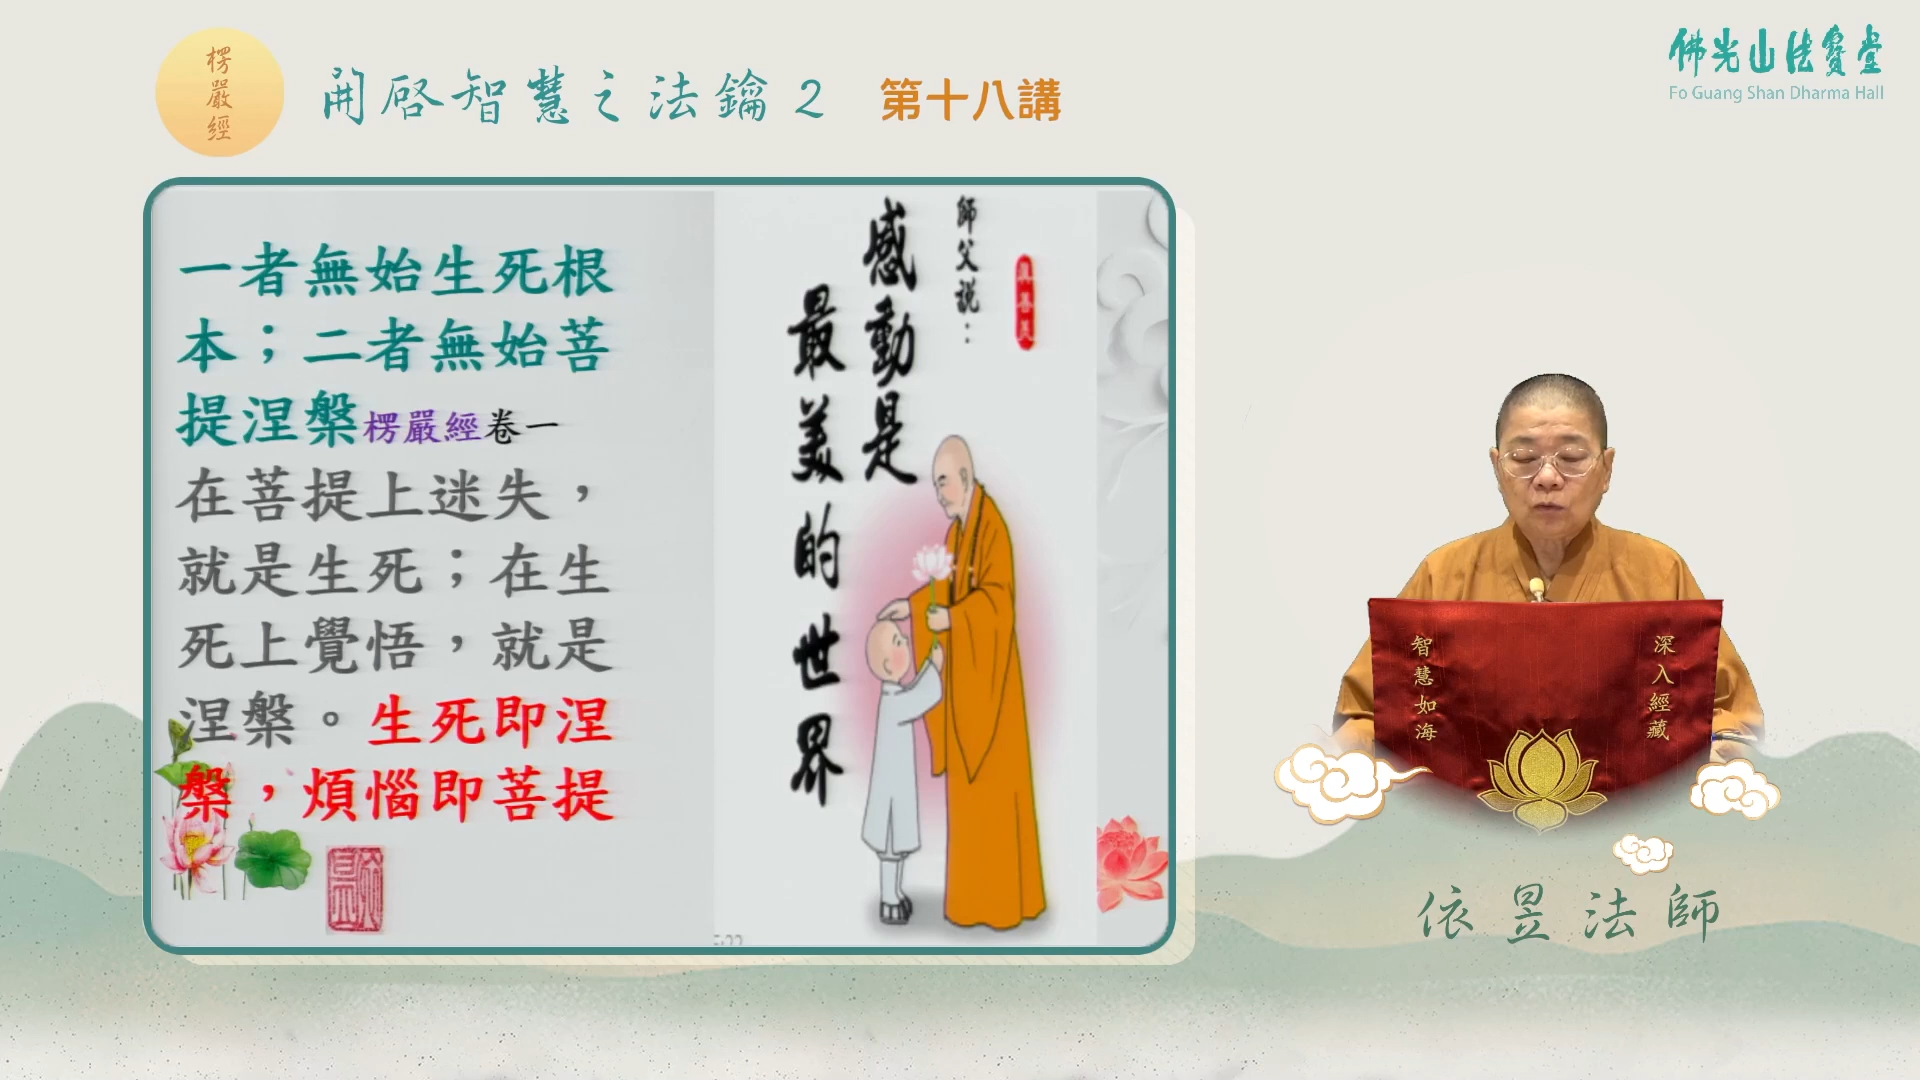 楞嚴經
開啓智慧之法鑰 2
第十八講
佛光山法寶堂
Fo Guang Shan Dharma Hall
一者無始生死根
本；二者無始菩
提涅槃楞嚴經卷一
在菩提上迷失，
就是生死；在生
死上覺悟，就是
涅槃。生死即涅
槃，煩惱即菩提
真善美
師父說：
感動是
最美的世界
深入經藏
智慧如海
依昱法師